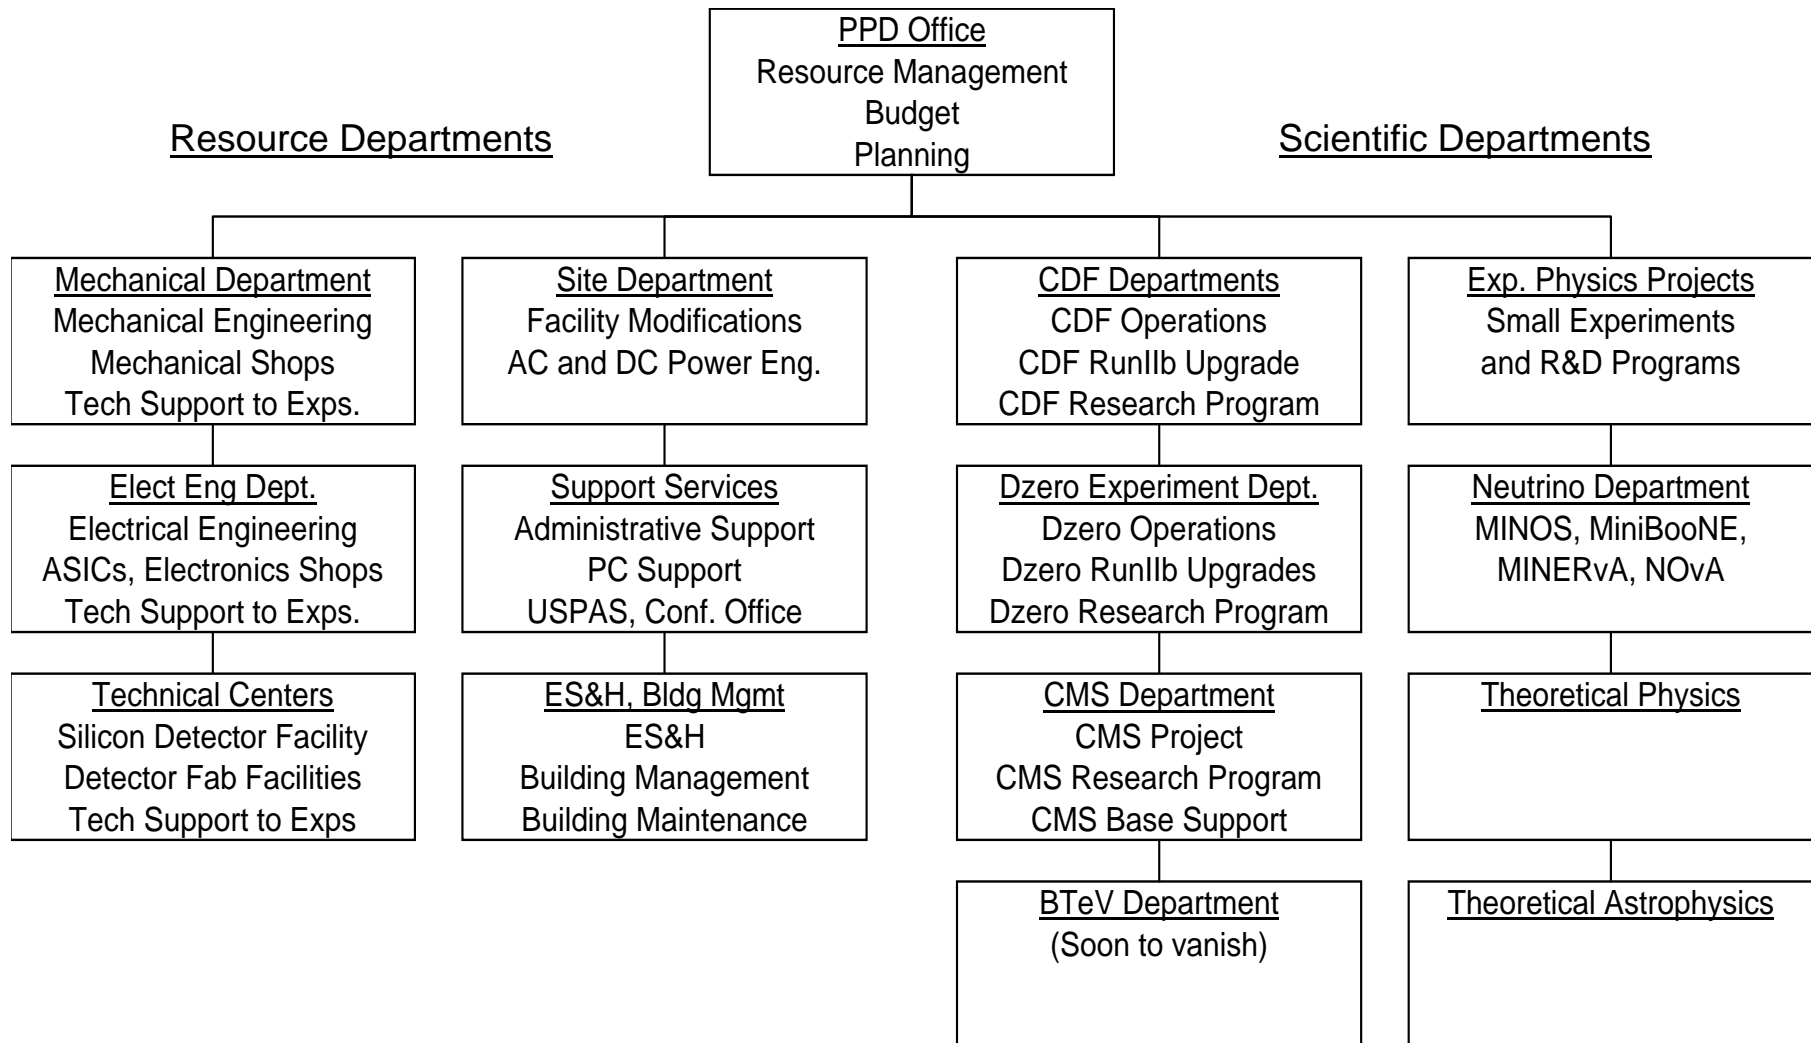 PPD Office
Resource Management
Budget
Planning
Resource Departments
Scientific Departments
Mechanical Department
Mechanical Engineering
Mechanical Shops
Tech Support to Exps.
Site Department
Facility Modifications
AC and DC Power Eng.
CDF Departments
CDF Operations
CDF RunIIb Upgrade
CDF Research Program
Exp. Physics Projects
Small Experiments
and R&D Programs
Elect Eng Dept.
Electrical Engineering
ASICs, Electronics Shops
Tech Support to Exps.
Support Services
Administrative Support
PC Support
USPAS, Conf. Office
Dzero Experiment Dept.
Dzero Operations
Dzero RunIIb Upgrades
Dzero Research Program
Neutrino Department
MINOS, MiniBooNE,
MINERvA, NOvA
Technical Centers
Silicon Detector Facility
Detector Fab Facilities
Tech Support to Exps
ES&H, Bldg Mgmt
ES&H
Building Management
Building Maintenance
CMS Department
CMS Project
CMS Research Program
CMS Base Support
Theoretical Physics
BTeV Department
(Soon to vanish)
Theoretical Astrophysics